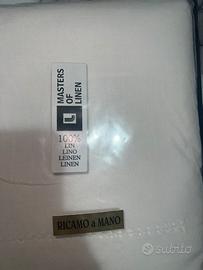 MASTERS
OF
LINEN
100%
LIN
LINO
LEINEN
LINEN
RICAMO a MANO
subito